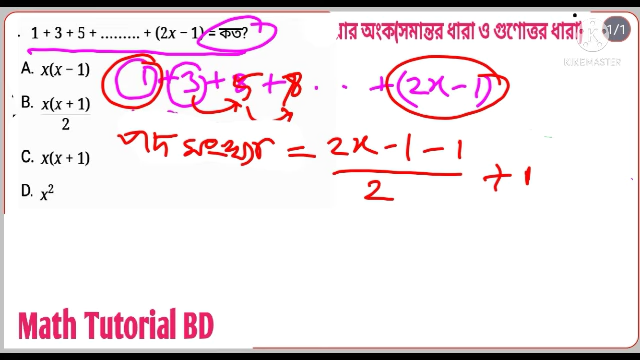 . 1 + 3 + 5 + ......... + (2x − 1) = কত?
ার অংক।সমান্তর ধারা ও গুণোত্তর ধারা
1/1
KINEMASTER
A. x(x − 1)
1 + 3 + 5 + 7 ... + (2x − 1)
B. x(x + 1)/2
পদ সংখ্যা = (2x − 1 − 1)/2 + 1
C. x(x + 1)
D. x²
Math Tutorial BD